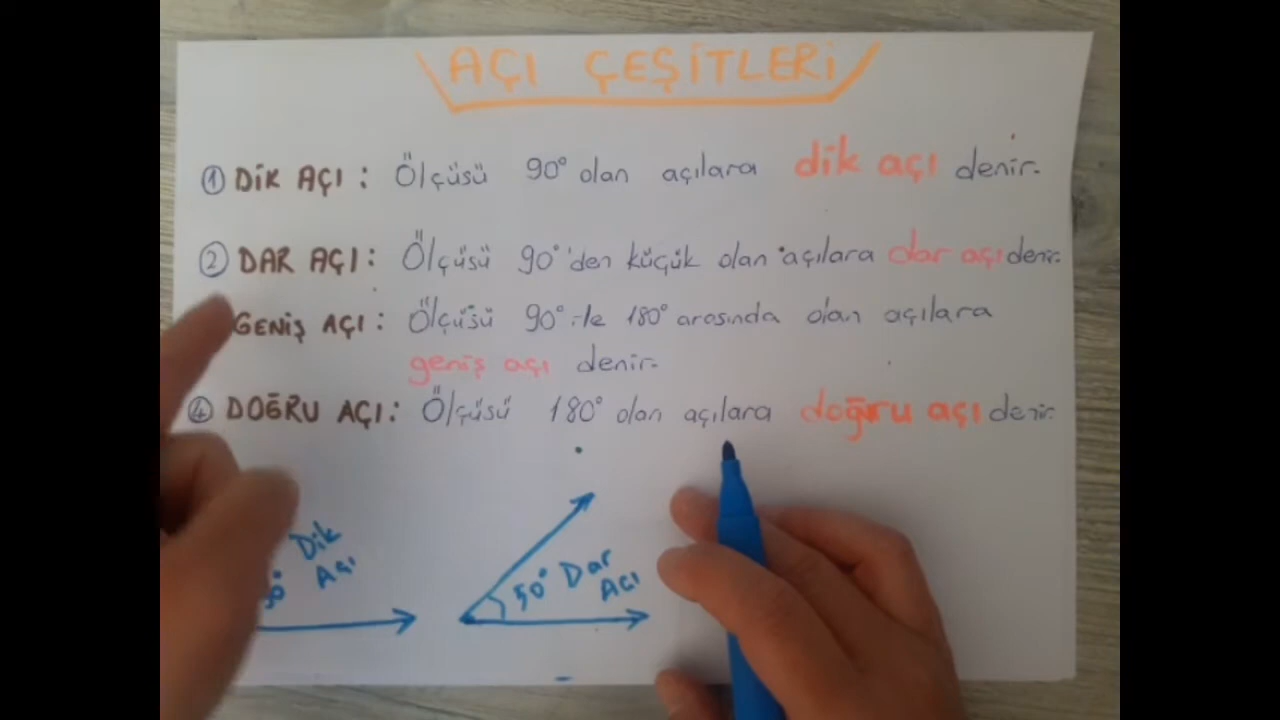 AÇI ÇEŞİTLERİ
① DİK AÇI : Ölçüsü 90° olan açılara dik açı denir.
② DAR AÇI : Ölçüsü 90°'den küçük olan açılara dar açı denir.
GENİŞ AÇI : Ölçüsü 90° ile 180° arasında olan açılara
geniş açı denir.
④ DOĞRU AÇI : Ölçüsü 180° olan açılara doğru açı denir.
Dik
Açı
50° Dar
Açı